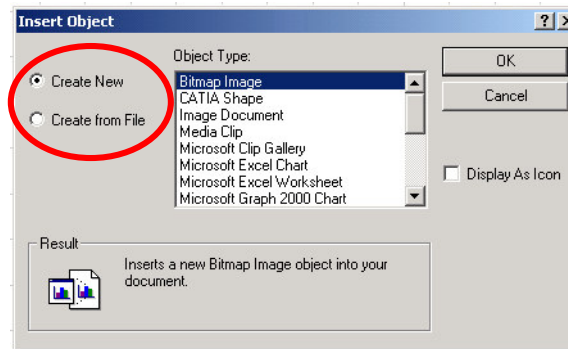 Insert Object
Create New
Create from File
Object Type:
Bitmap Image
CATIA Shape
Image Document
Media Clip
Microsoft Clip Gallery
Microsoft Excel Chart
Microsoft Excel Worksheet
Microsoft Graph 2000 Chart
OK
Cancel
Display As Icon
Result
Inserts a new Bitmap Image object into your
document.